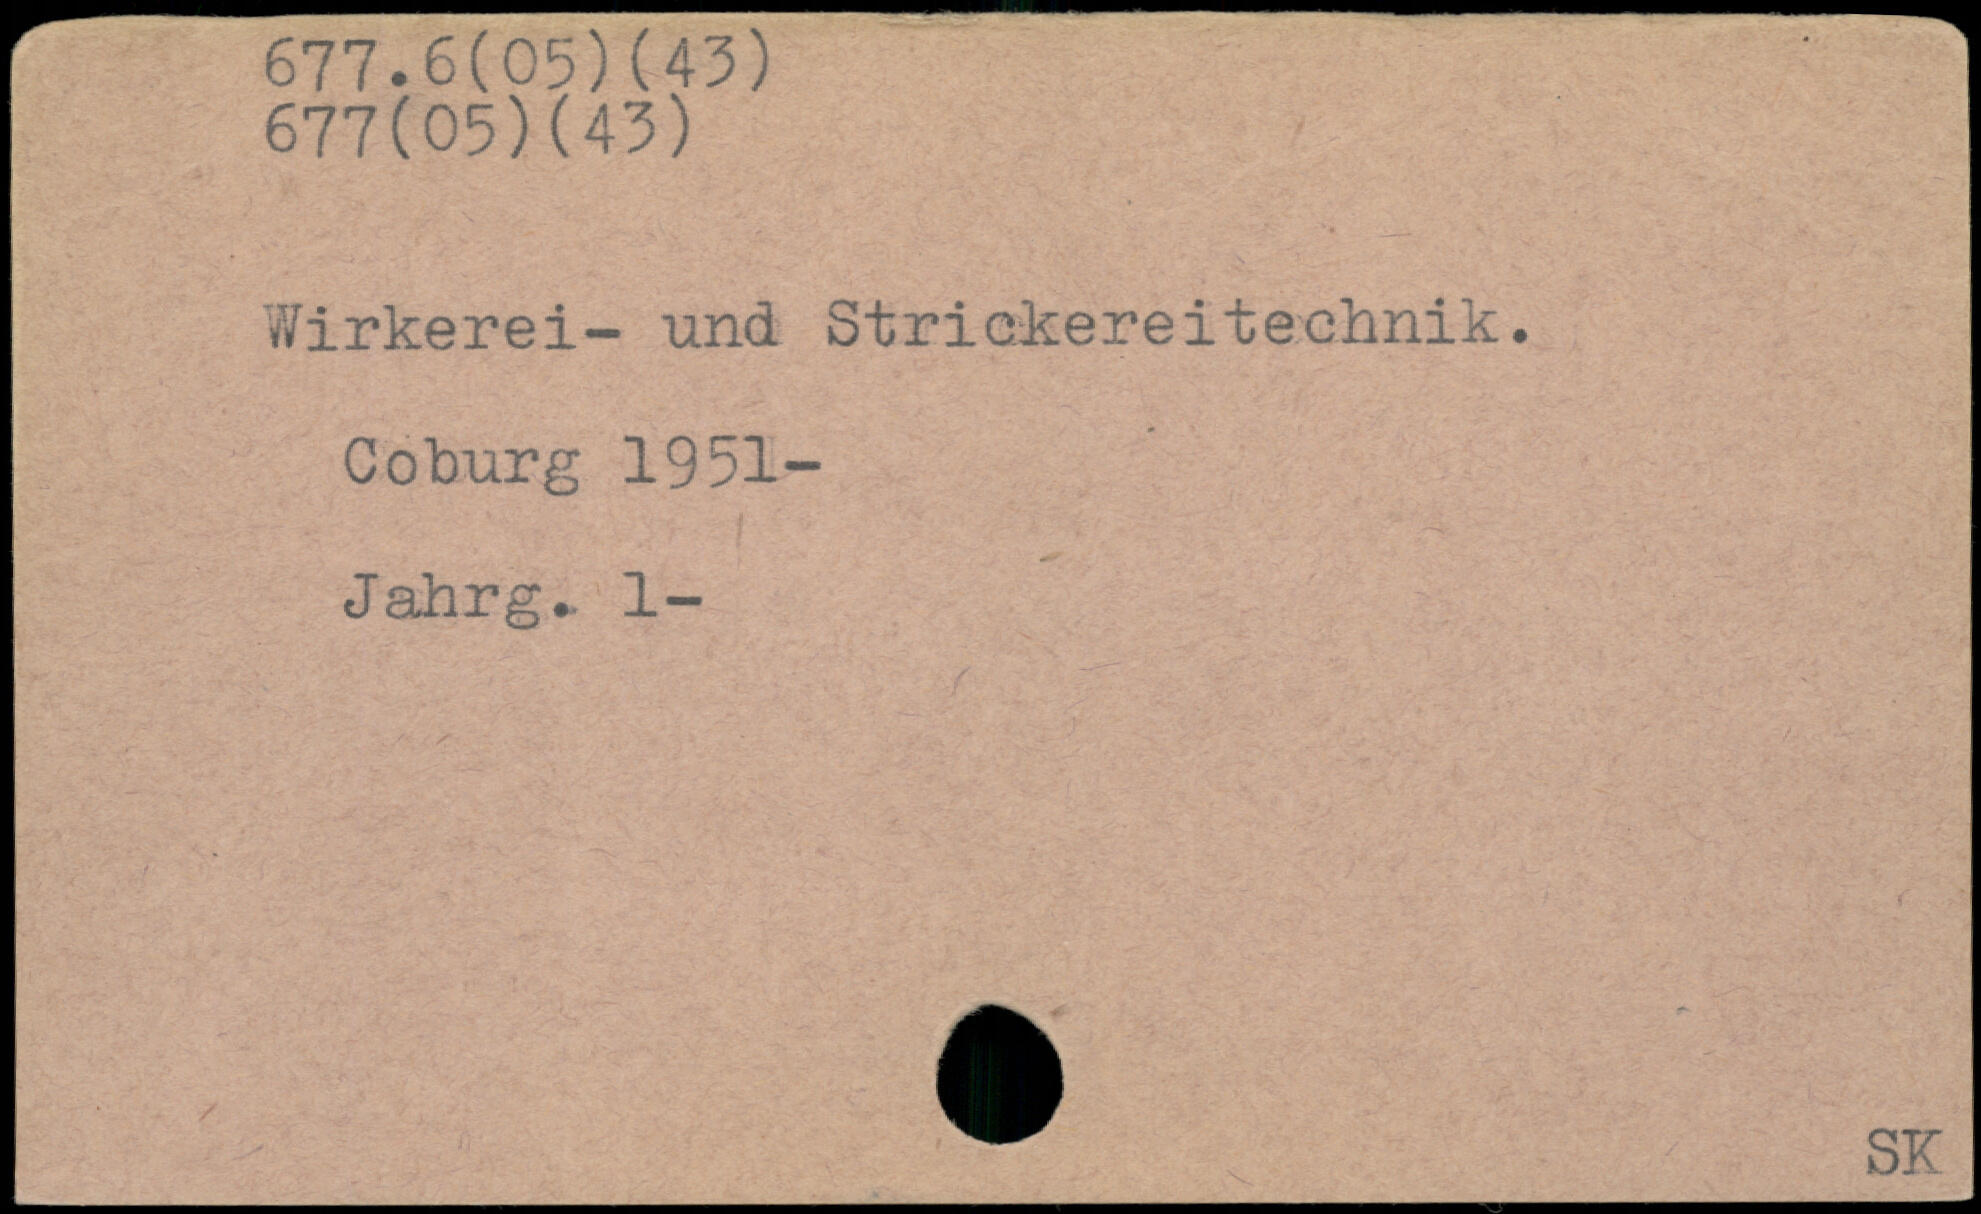 677.6(05)(43)
677(05)(43)
Wirkerei- und Strickereitechnik.
Coburg 1951-
Jahrg. 1-
SK